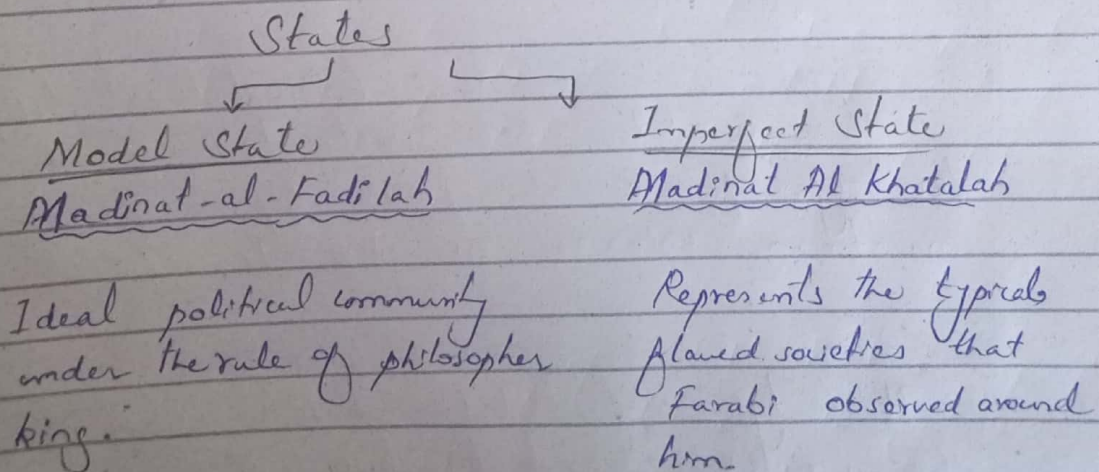 States
Model State
Madinat-al-Fadilah
Ideal political community
under the rule of philosopher
king.
Imperfect State
Madinat Al Khatalah
Represents the typical
flawed societies that
Farabi observed around
him.